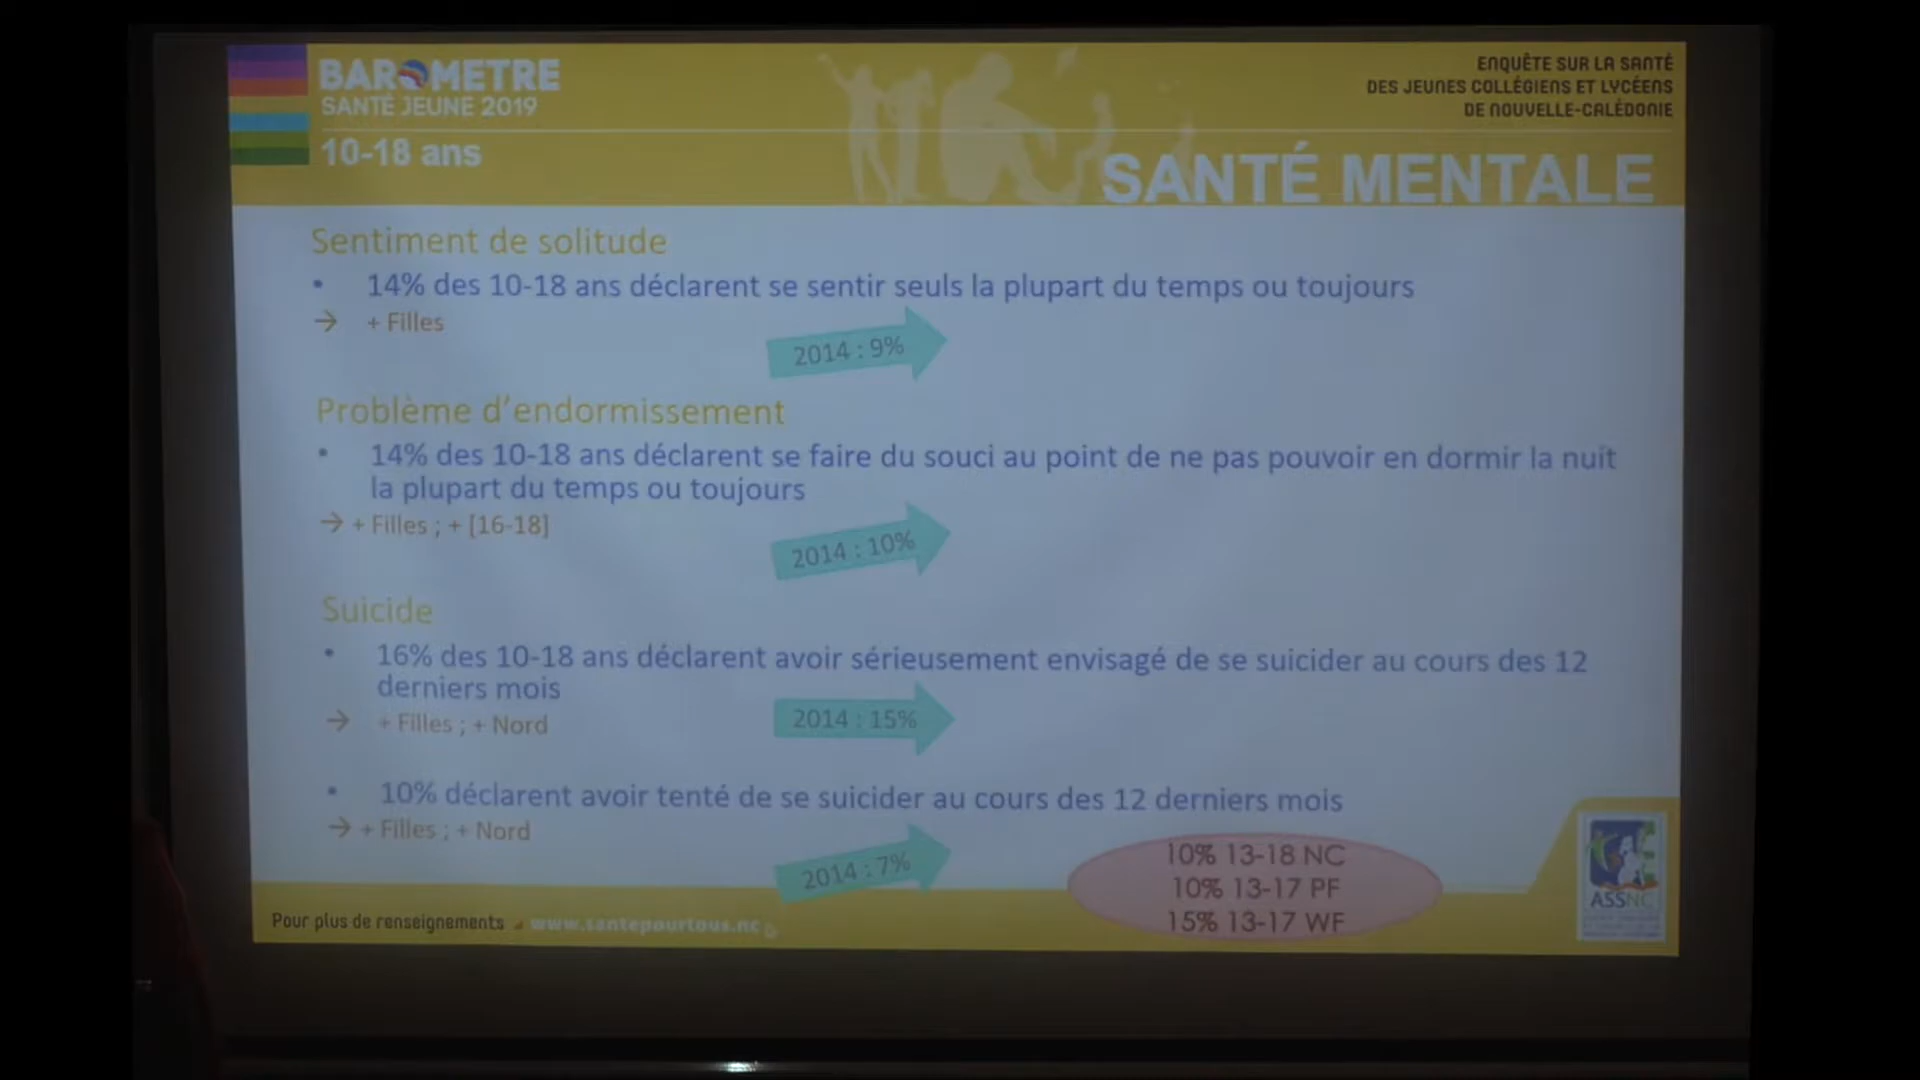 BAROMETRE
SANTÉ JEUNE 2019
10-18 ans
ENQUÊTE SUR LA SANTÉ
DES JEUNES COLLÉGIENS ET LYCÉENS
DE NOUVELLE-CALÉDONIE
SANTÉ MENTALE
Sentiment de solitude
• 14% des 10-18 ans déclarent se sentir seuls la plupart du temps ou toujours
→ + Filles
2014 : 9%
Problème d'endormissement
• 14% des 10-18 ans déclarent se faire du souci au point de ne pas pouvoir en dormir la nuit
la plupart du temps ou toujours
→ + Filles ; + [16-18]
2014 : 10%
Suicide
• 16% des 10-18 ans déclarent avoir sérieusement envisagé de se suicider au cours des 12
derniers mois
→ + Filles ; + Nord
2014 : 15%
• 10% déclarent avoir tenté de se suicider au cours des 12 derniers mois
→ + Filles ; + Nord
2014 : 7%
10% 13-18 NC
10% 13-17 PF
15% 13-17 WF
Pour plus de renseignements www.santepourtous.nc
ASSNC